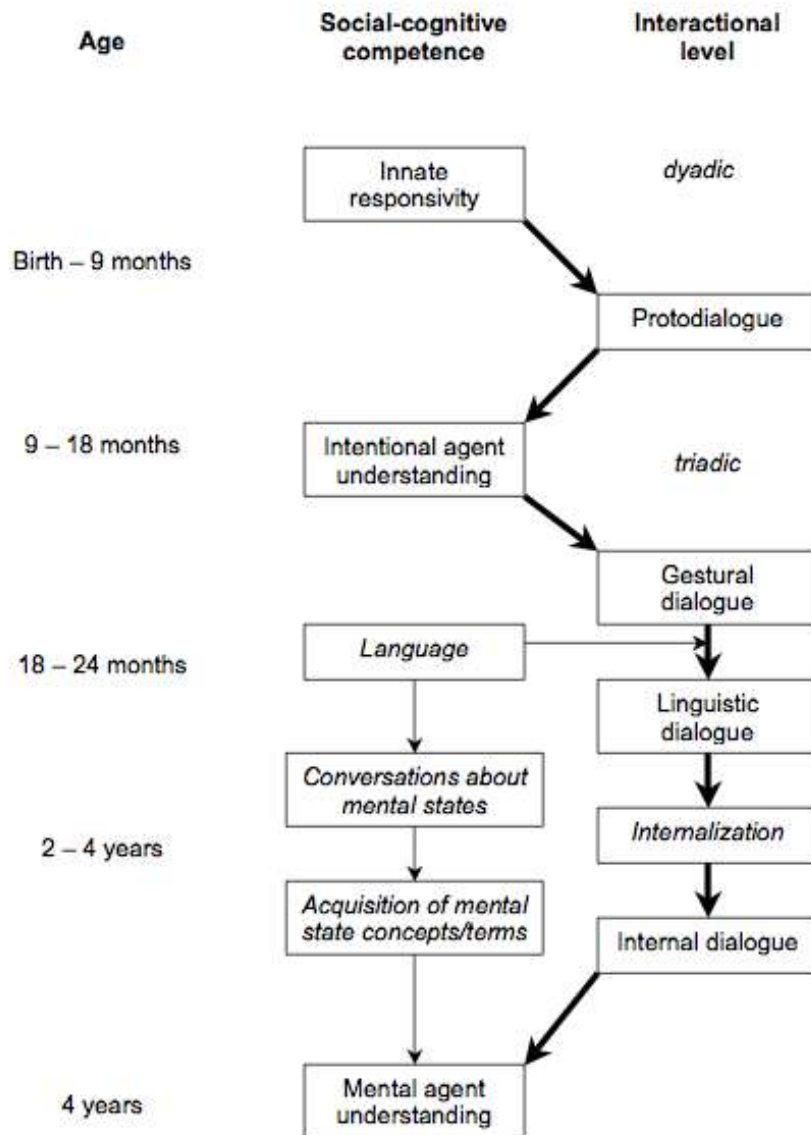 Age
Social-cognitive
competence
Interactional
level
Innate
responsivity
dyadic
Birth – 9 months
Protodialogue
9 – 18 months
Intentional agent
understanding
triadic
Gestural
dialogue
18 – 24 months
Language
Linguistic
dialogue
Conversations about
mental states
2 – 4 years
Internalization
Acquisition of mental
state concepts/terms
Internal dialogue
4 years
Mental agent
understanding